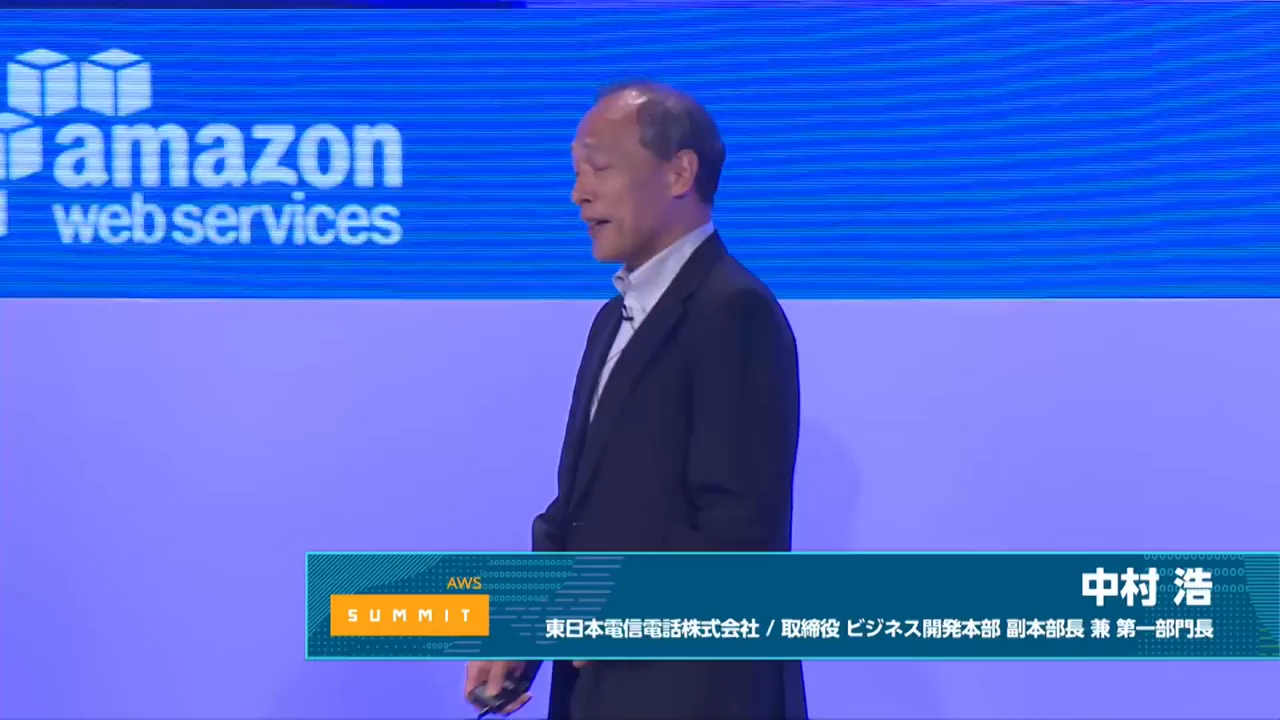 amazon
web services
AWS
SUMMIT
中村 浩
東日本電信電話株式会社 / 取締役 ビジネス開発本部 副本部長 兼 第一部門長